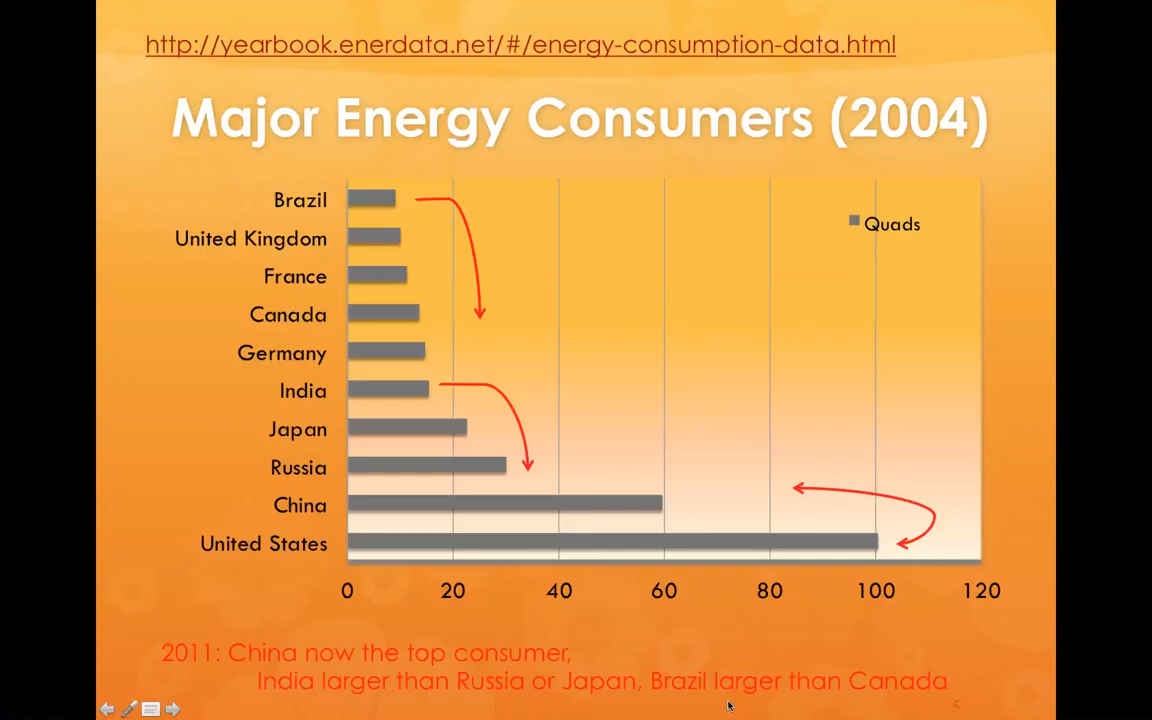 http://yearbook.enerdata.net/#/energy-consumption-data.html
Major Energy Consumers (2004)
Brazil
United Kingdom
France
Canada
Germany
India
Japan
Russia
China
United States
Quads
0 20 40 60 80 100 120
2011: China now the top consumer,
India larger than Russia or Japan, Brazil larger than Canada
5